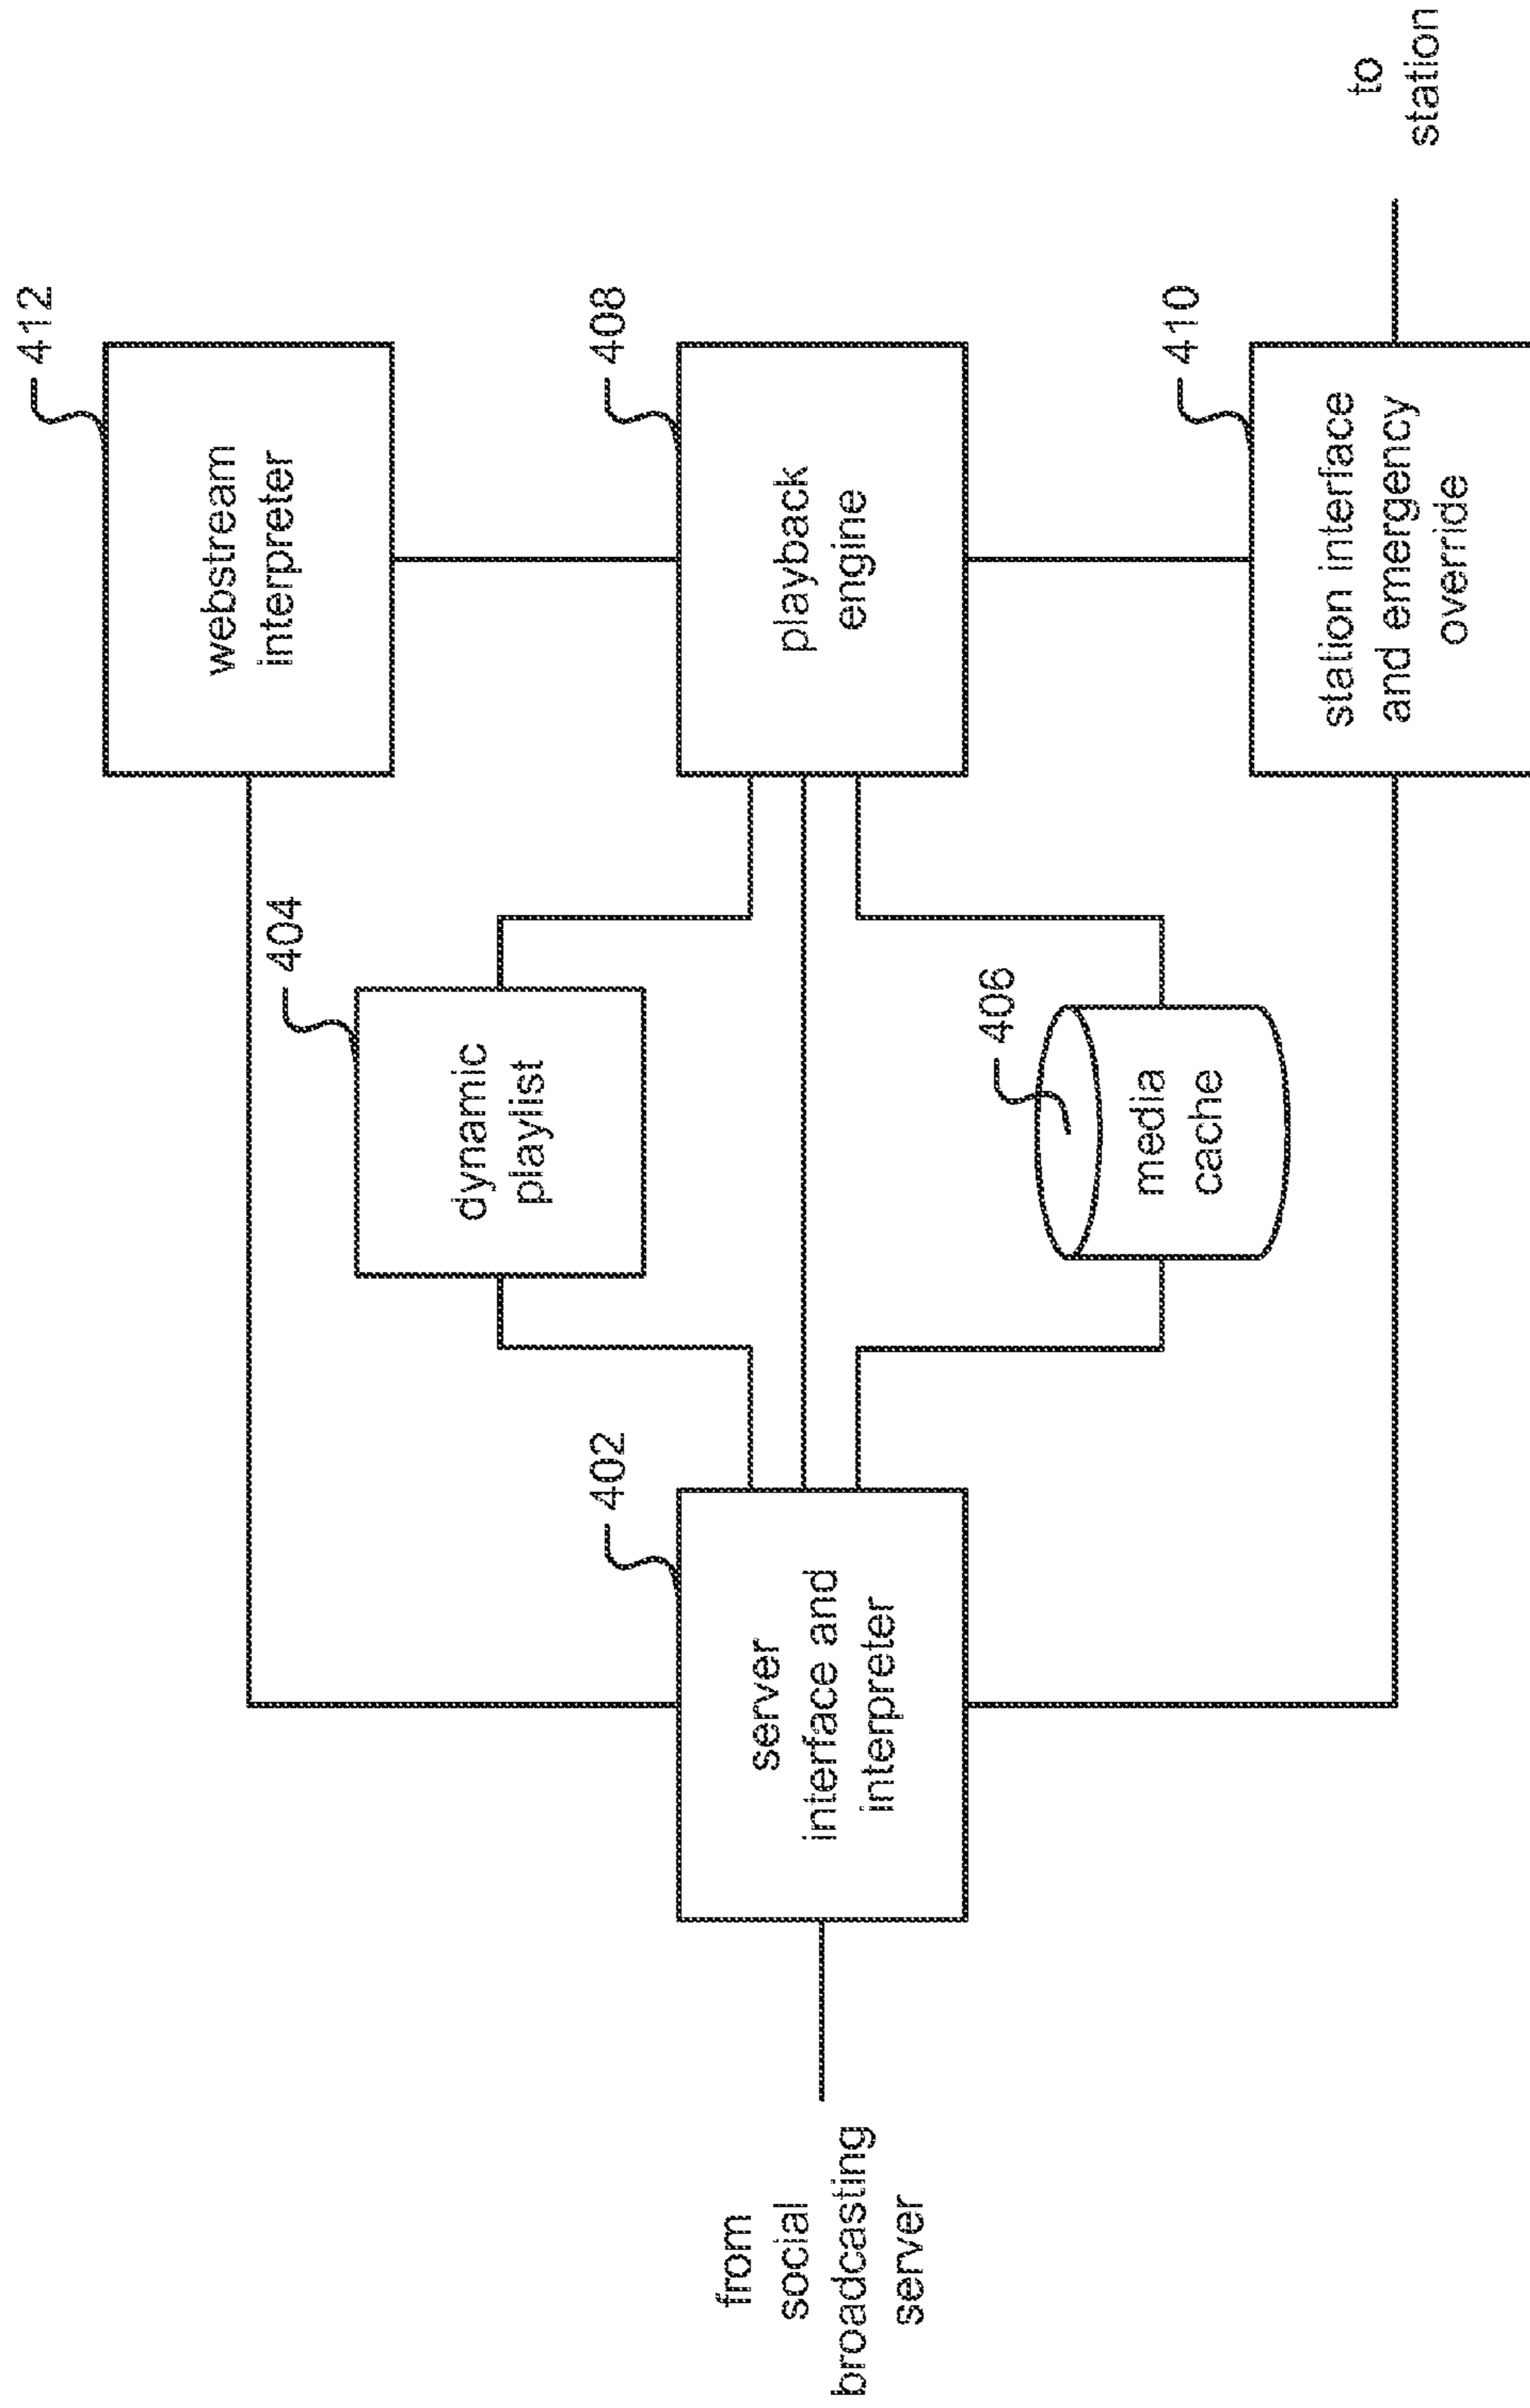 from
social
broadcasting
server
402
server
interface and
interpreter
404
dynamic
playlist
406
media
cache
412
webstream
interpreter
408
playback
engine
410
station interface
and emergency
override
to
station